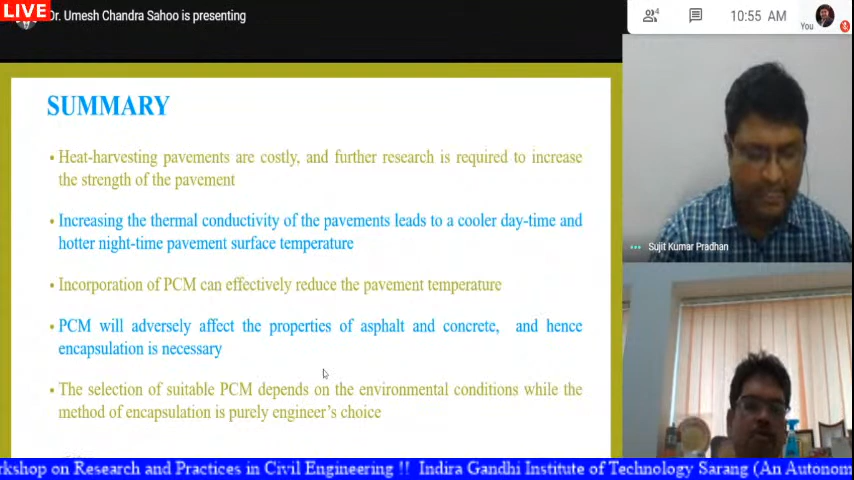 LIVE
Dr. Umesh Chandra Sahoo is presenting
4
10:55 AM
You
SUMMARY
▪ Heat-harvesting pavements are costly, and further research is required to increase
the strength of the pavement
▪ Increasing the thermal conductivity of the pavements leads to a cooler day-time and
hotter night-time pavement surface temperature
▪ Incorporation of PCM can effectively reduce the pavement temperature
▪ PCM will adversely affect the properties of asphalt and concrete, and hence
encapsulation is necessary
▪ The selection of suitable PCM depends on the environmental conditions while the
method of encapsulation is purely engineer's choice
Sujit Kumar Pradhan
rkshop on Research and Practices in Civil Engineering !! Indira Gandhi Institute of Technology Sarang (An Autonom